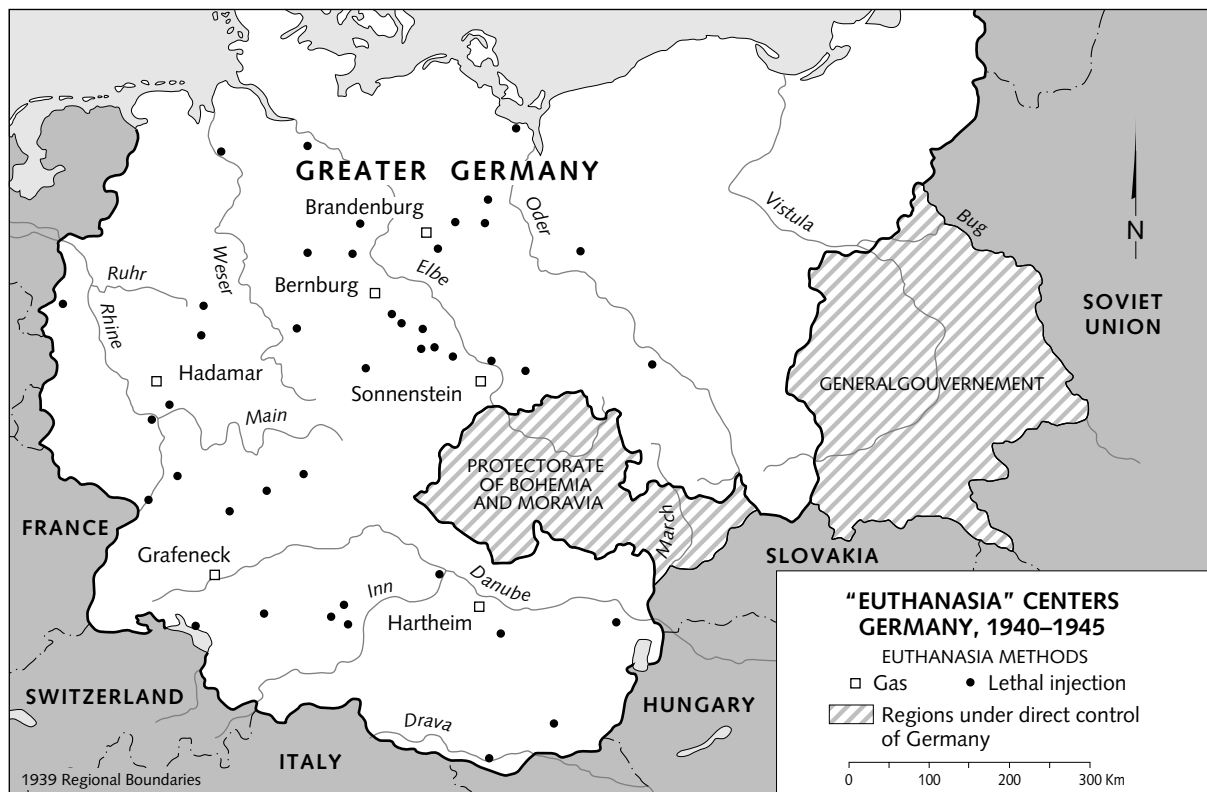 GREATER GERMANY
Brandenburg
Vistula
Bug
Oder
N
Ruhr
Weser
Elbe
Bernburg
Rhine
SOVIET
UNION
Hadamar
Sonnenstein
GENERALGOUVERNEMENT
Main
PROTECTORATE
OF BOHEMIA
AND MORAVIA
FRANCE
March
Grafeneck
SLOVAKIA
Inn
Danube
Hartheim
SWITZERLAND
HUNGARY
Drava
ITALY
1939 Regional Boundaries
“EUTHANASIA” CENTERS
GERMANY, 1940–1945
EUTHANASIA METHODS
Gas Lethal injection
Regions under direct control
of Germany
0 100 200 300 Km